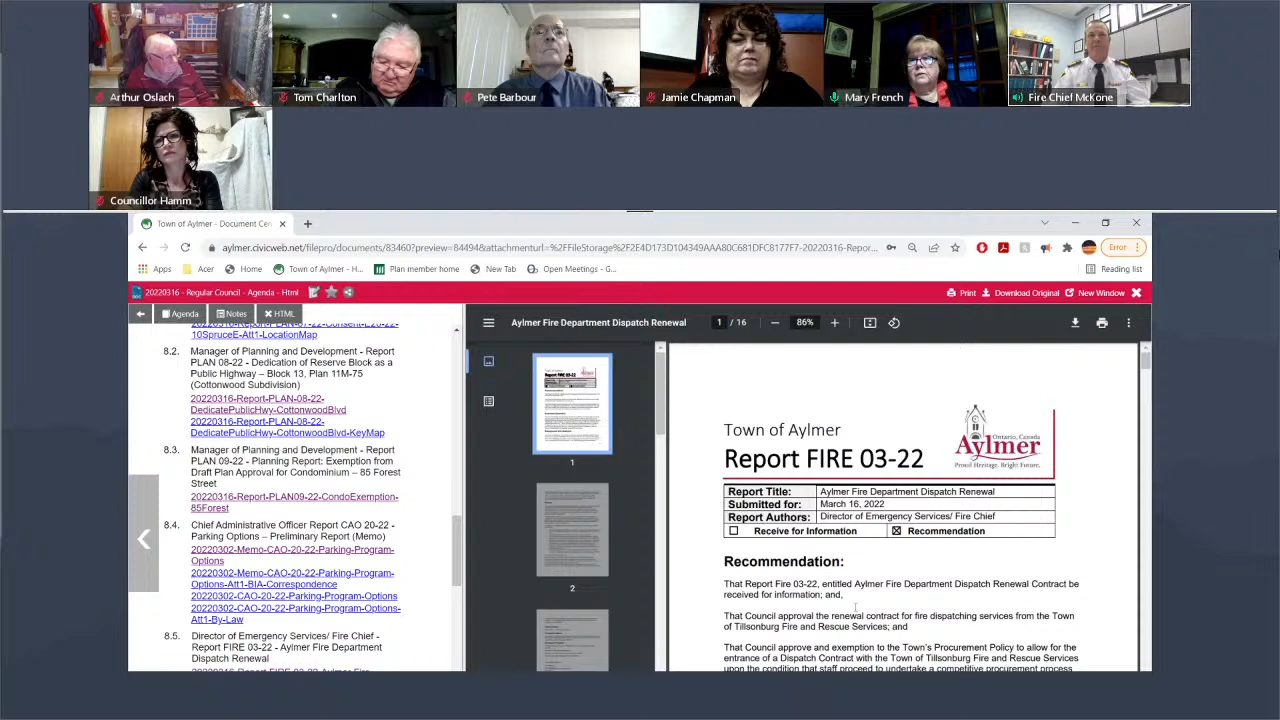 Arthur Oslach
Tom Charlton
Pete Barbour
Jamie Chapman
Mary French
Fire Chief McKone
Councillor Hamm
Town of Aylmer - Document Cen
aylmer.civicweb.net/filepro/documents/83460?preview=84494&attachmenturl=%2FFileStorage%2F2E4D173D104349AAA80C681DFCB177F7-20220316-Repor...
Error
Apps
Acer
Home
Town of Aylmer - H...
Plan member home
New Tab
Open Meetings - G...
Reading list
20220316 - Regular Council - Agenda - Html
Print
Download Original
New Window
Agenda
Notes
HTML
10SpruceE-Att1-LocationMap
8.2. Manager of Planning and Development - Report
PLAN 08-22 - Dedication of Reserve Block as a
Public Highway – Block 13, Plan 11M-75
(Cottonwood Subdivision)
20220316-Report-PLAN-08-22-
DedicatePublicHwy-CottonwoodBlvd
20220316-Report-PLAN-08-22-
DedicatePublicHwy-CottonwoodBlvd-KeyMap
8.3. Manager of Planning and Development - Report
PLAN 09-22 - Planning Report; Exemption from
Draft Plan Approval for Condominium – 85 Forest
Street
20220316-Report-PLAN09-22-CondoExemption-
85Forest
8.4. Chief Administrative Officer Report CAO 20-22 -
Parking Options – Preliminary Report (Memo)
20220302-Memo-CAO-20-22-Parking-Program-
Options
20220302-Memo-CAO-20-22-Parking-Program-
Options-Att1-BIA-Correspondence
20220302-CAO-20-22-Parking-Program-Options
20220302-CAO-20-22-Parking-Program-Options-
Att1-By-Law
8.5. Director of Emergency Services/ Fire Chief -
Report FIRE 03-22 - Aylmer Fire Department
Dispatch Renewal
Aylmer Fire Department Dispatch Renewal
1 / 16
86%
1
2
Town of Aylmer
Report FIRE 03-22
Ontario, Canada
Aylmer
Proud Heritage. Bright Future.
Report Title: Aylmer Fire Department Dispatch Renewal
Submitted for: March 16, 2022
Report Authors: Director of Emergency Services/ Fire Chief
Receive for Information
Recommendation
Recommendation:
That Report Fire 03-22, entitled Aylmer Fire Department Dispatch Renewal Contract be
received for information; and,
That Council approval the renewal contract for fire dispatching services from the Town
of Tillsonburg Fire and Rescue Services; and
That Council approve and exemption to the Town's Procurement Policy to allow for the
entrance of a Dispatch Contract with the Town of Tillsonburg Fire and Rescue Services
upon the condition that staff proceed to undertake a competitive procurement process